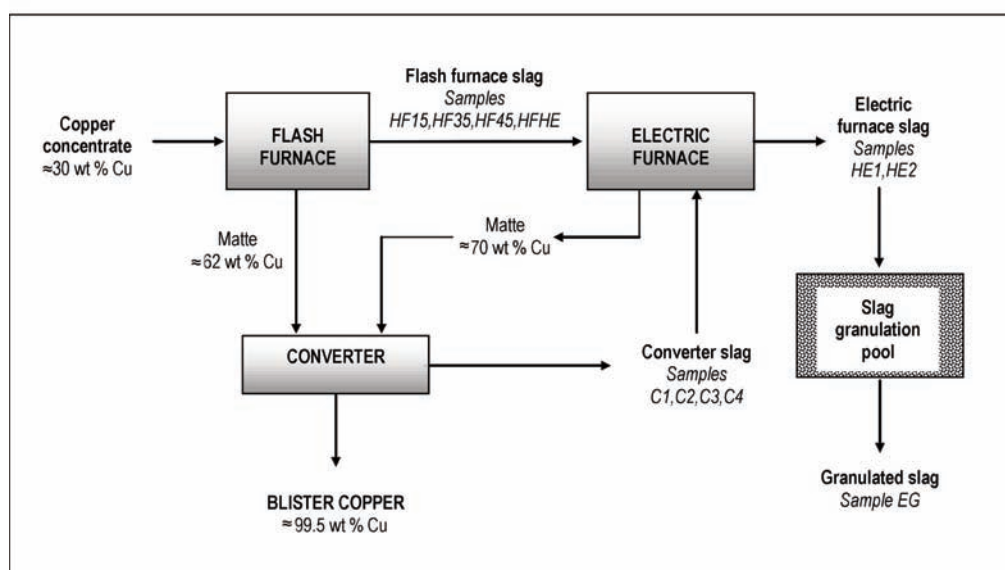 Copper
concentrate
≈30 wt % Cu
FLASH
FURNACE
Flash furnace slag
Samples
HF15,HF35,HF45,HFHE
ELECTRIC
FURNACE
Electric
furnace slag
Samples
HE1,HE2
Matte
≈62 wt % Cu
Matte
≈70 wt % Cu
CONVERTER
Converter slag
Samples
C1,C2,C3,C4
Slag
granulation
pool
BLISTER COPPER
≈99.5 wt % Cu
Granulated slag
Sample EG